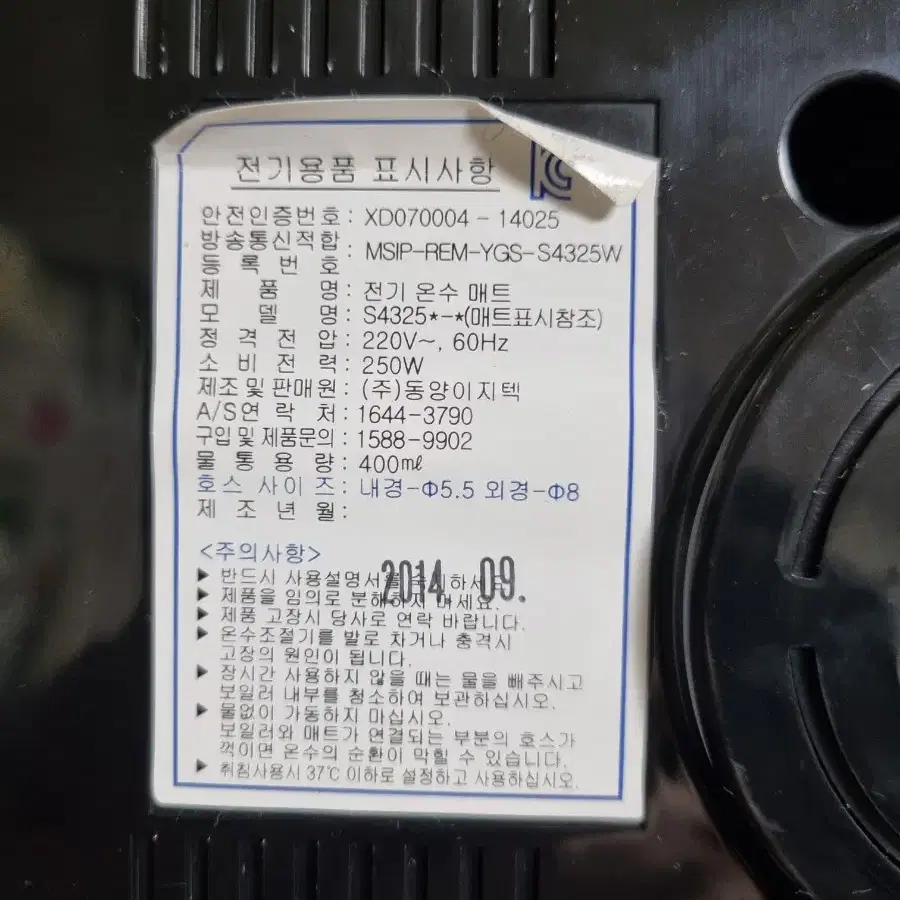 전기용품 표시사항
안전인증번호 : XD070004 - 14025
방송통신적합
등 록 번 호 : MSIP-REM-YGS-S4325W
제 품 명 : 전기 온수 매트
모 델 명 : S4325*-*(매트표시참조)
정 격 전 압 : 220V~, 60Hz
소 비 전 력 : 250W
제조 및 판매원 : (주)동양이지텍
A/S연 락 처 : 1644-3790
구입 및 제품문의 : 1588-9902
물 통 용 량 : 400㎖
호 스 사 이 즈 : 내경-Φ5.5 외경-Φ8
제 조 년 월 :
2014. 09.
<주의사항>
▶ 반드시 사용설명서를 숙지하세요.
▶ 제품을 임의로 분해하지 마세요.
▶ 제품 고장시 당사로 연락 바랍니다.
▶ 온수조절기를 발로 차거나 충격시
고장의 원인이 됩니다.
▶ 장시간 사용하지 않을 때는 물을 빼주시고
보일러 내부를 청소하여 보관하십시오.
▶ 물없이 가동하지 마십시오.
보일러와 매트가 연결되는 부분의 호스가
꺽이면 온수의 순환이 막힐 수 있습니다.
▶ 취침사용시 37℃ 이하로 설정하고 사용하십시오.